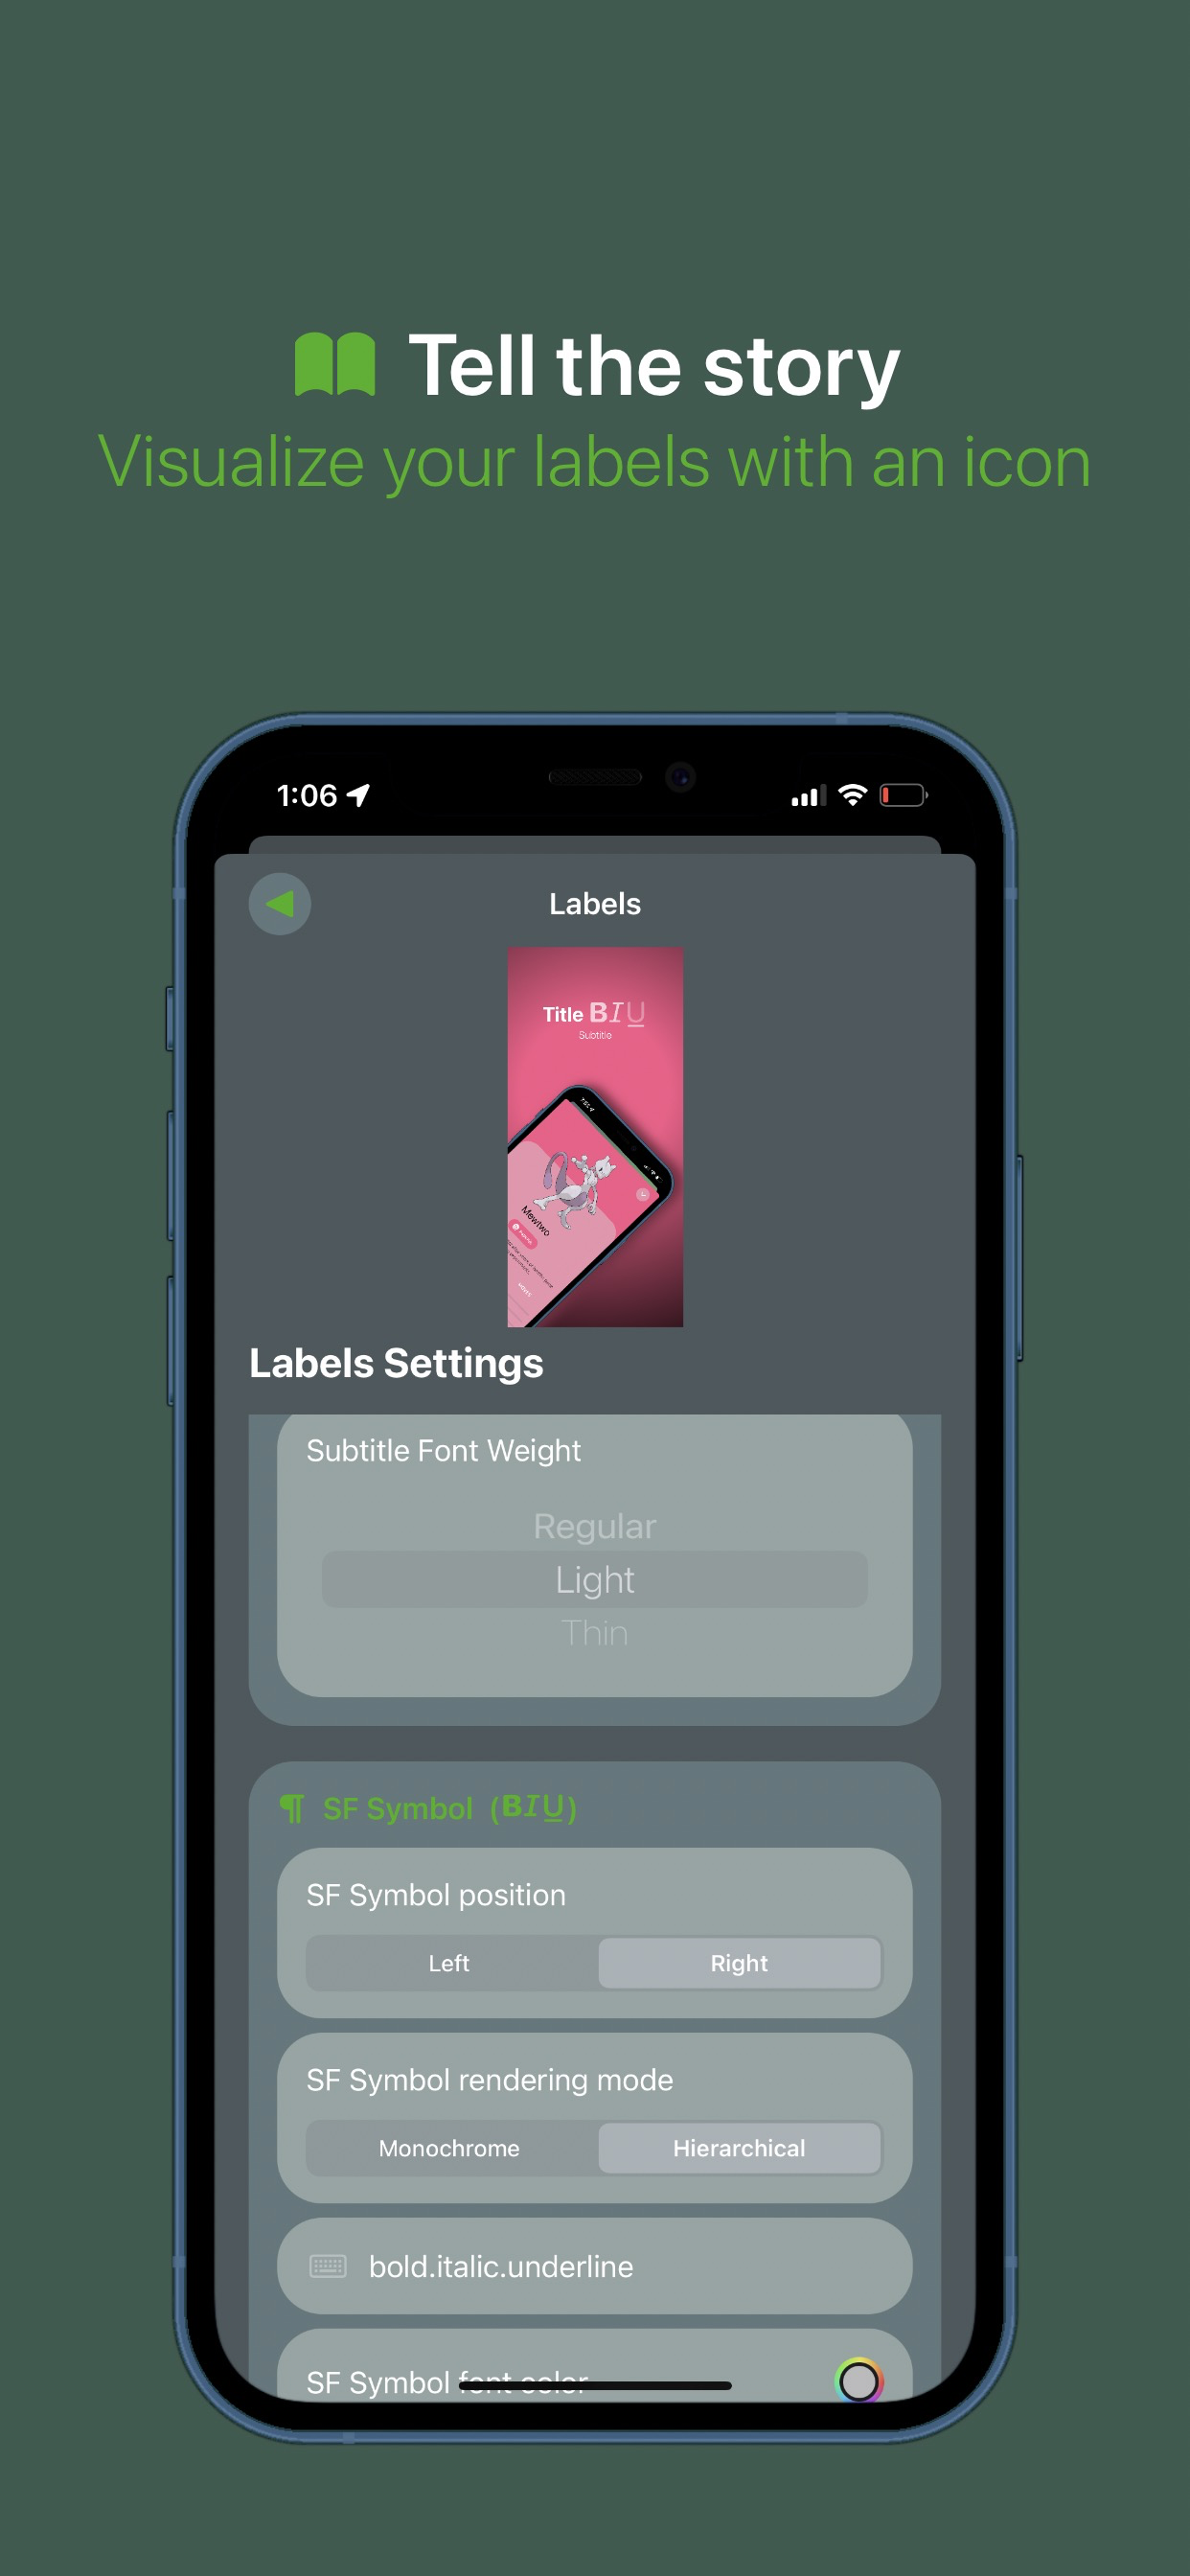 Tell the story
Visualize your labels with an icon
1:06
Labels
Title BIU
Subtitle
Mewtwo
Labels Settings
Subtitle Font Weight
Regular
Light
Thin
¶ SF Symbol (BIU)
SF Symbol position
Left Right
SF Symbol rendering mode
Monochrome Hierarchical
bold.italic.underline
SF Symbol font color